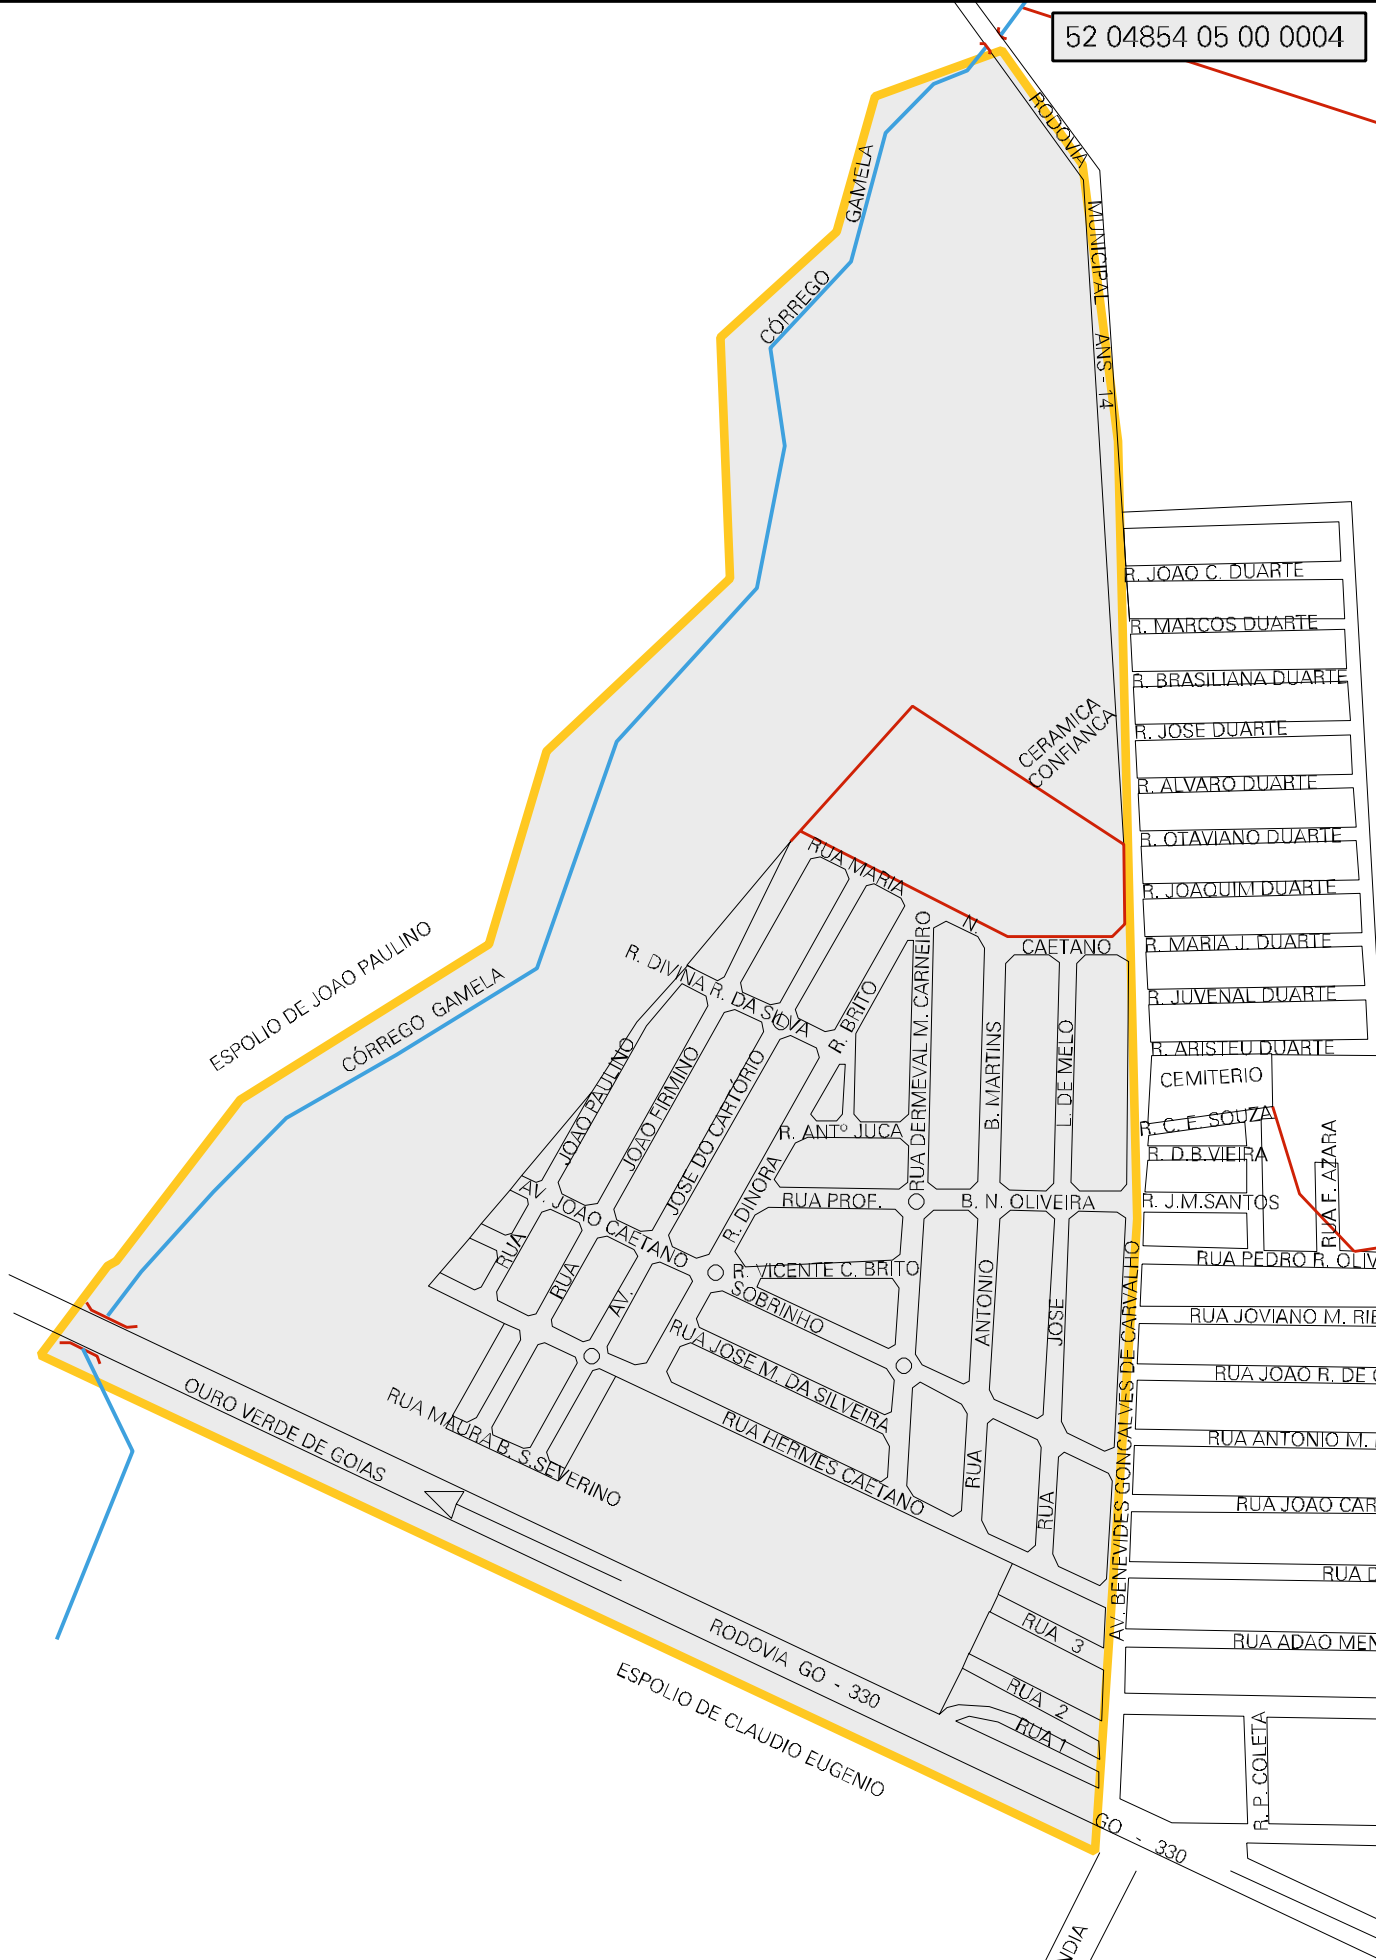 52 04854 05 00 0004
RODOVIA
MUNICIPAL ANS - 14
CÓRREGO GAMELA
R. JOAO C. DUARTE
R. MARCOS DUARTE
R. BRASILIANA DUARTE
R. JOSE DUARTE
R. ALVARO DUARTE
R. OTAVIANO DUARTE
R. JOAQUIM DUARTE
R. MARIA J. DUARTE
R. JUVENAL DUARTE
R. ARISTEU DUARTE
CEMITERIO
R. C. E. SOUZA
R. D.B.VIEIRA
R. J.M.SANTOS
RUA F. AZARA
RUA PEDRO R. OLIV
RUA JOVIANO M. RIB
RUA JOAO R. DE
RUA ANTONIO M.
RUA JOAO CAR
RUA D
RUA ADAO MEN
R. P. COLETA
CERAMICA
CONFIANCA
RUA MARIA N. CAETANO
R. DIVINA R. DA SILVA
R. BRITO
RUA DERMEVAL M. CARNEIRO
B. MARTINS
L. DE MELO
JOAO PAULINO
JOAO FIRMINO
JOSE DO CARTÓRIO
R. ANTº JUCA
R. DINORA
RUA PROF. B. N. OLIVEIRA
AV. JOAO CAETANO
R. VICENTE C. BRITO
SOBRINHO
RUA
RUA
AV.
ANTONIO
JOSE
RUA JOSE M. DA SILVEIRA
RUA HERMES CAETANO
RUA
RUA
RUA MAURA B. S.SEVERINO
AV. BENEVIDES GONCALVES DE CARVALHO
ESPOLIO DE JOAO PAULINO
CÓRREGO GAMELA
OURO VERDE DE GOIAS
RODOVIA GO - 330
ESPOLIO DE CLAUDIO EUGENIO
RUA 3
RUA 2
RUA 1
GO - 330
NDIA